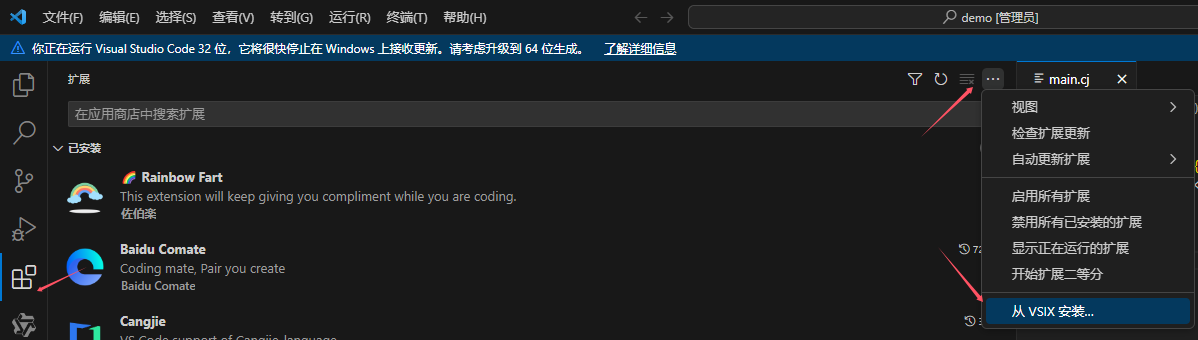 文件(F) 编辑(E) 选择(S) 查看(V) 转到(G) 运行(R) 终端(T) 帮助(H) demo [管理员]
你正在运行 Visual Studio Code 32 位，它将很快停止在 Windows 上接收更新。请考虑升级到 64 位生成。 了解详细信息
扩展
main.cj
在应用商店中搜索扩展
已安装
Rainbow Fart
This extension will keep giving you compliment while you are coding.
佐伯楽
Baidu Comate
72
Coding mate, Pair you create
Baidu Comate
Cangjie
VS Code support of Cangjie language
视图
检查扩展更新
自动更新扩展
启用所有扩展
禁用所有已安装的扩展
显示正在运行的扩展
开始扩展二等分
从 VSIX 安装...